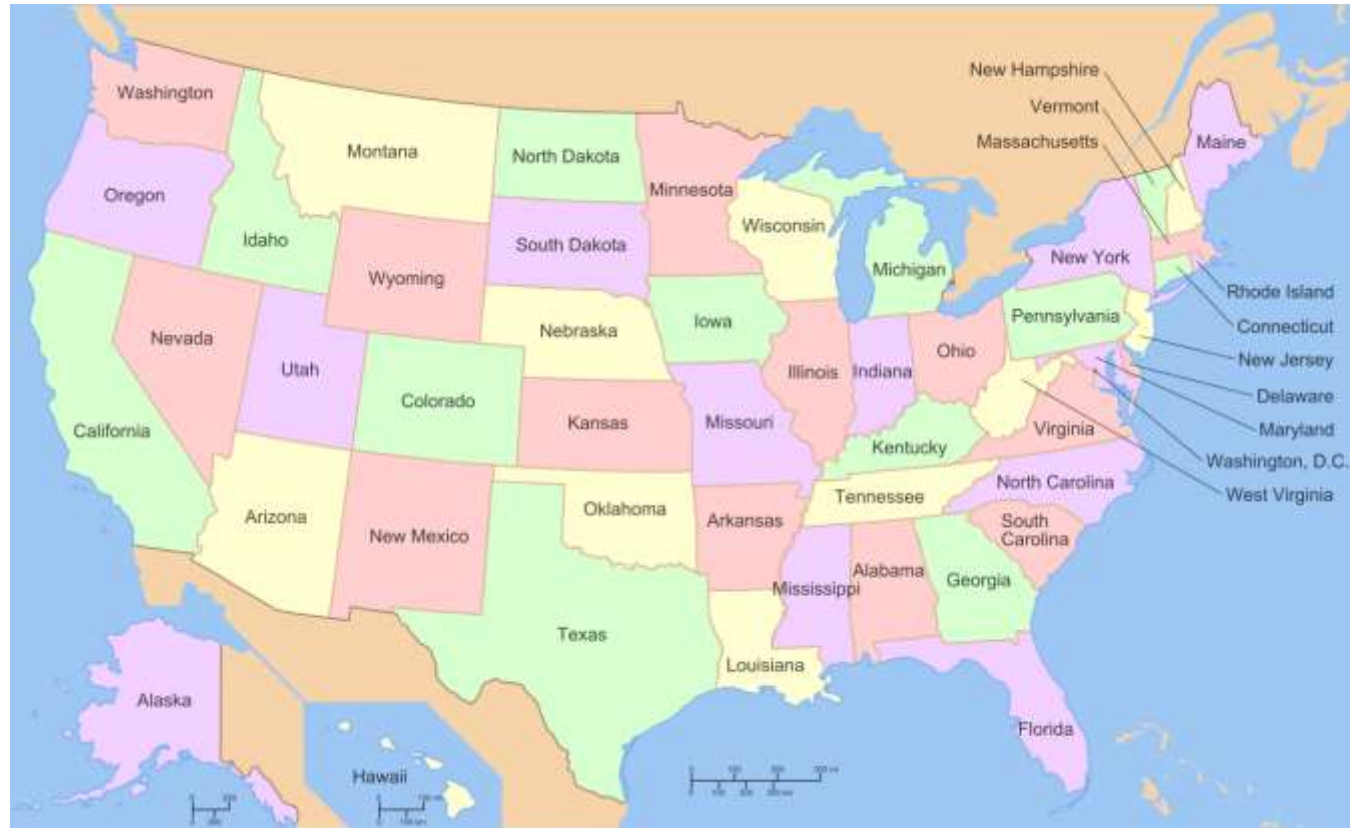 New Hampshire
Vermont
Massachusetts
Washington
Montana
North Dakota
Minnesota
Maine
Oregon
Idaho
Wyoming
South Dakota
Wisconsin
Michigan
New York
Rhode Island
Connecticut
New Jersey
Delaware
Maryland
Washington, D.C.
West Virginia
Nevada
Utah
Colorado
Nebraska
Iowa
Illinois
Indiana
Ohio
Pennsylvania
California
Kansas
Missouri
Kentucky
Virginia
Arizona
New Mexico
Oklahoma
Arkansas
Tennessee
North Carolina
South
Carolina
Texas
Louisiana
Mississippi
Alabama
Georgia
Florida
Alaska
Hawaii